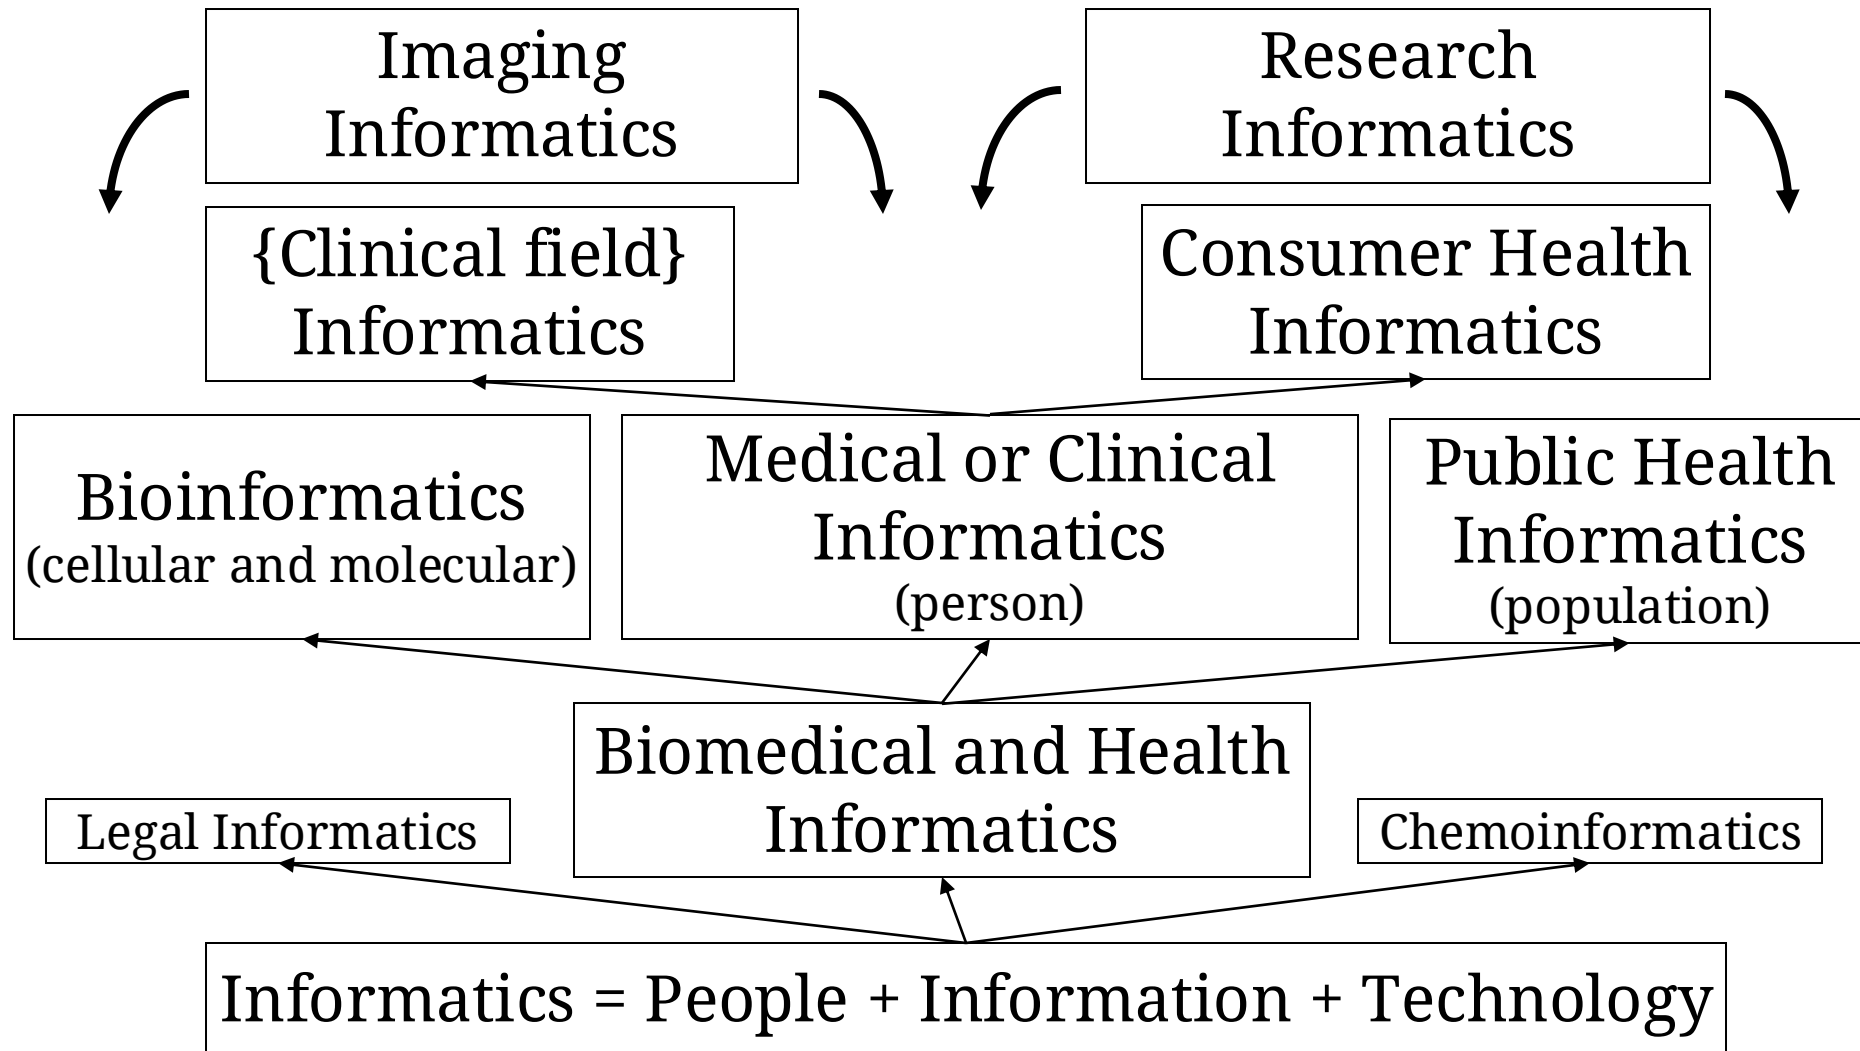 Imaging
Informatics
Research
Informatics
{Clinical field}
Informatics
Consumer Health
Informatics
Bioinformatics
(cellular and molecular)
Medical or Clinical
Informatics
(person)
Public Health
Informatics
(population)
Biomedical and Health
Informatics
Legal Informatics
Chemoinformatics
Informatics = People + Information + Technology